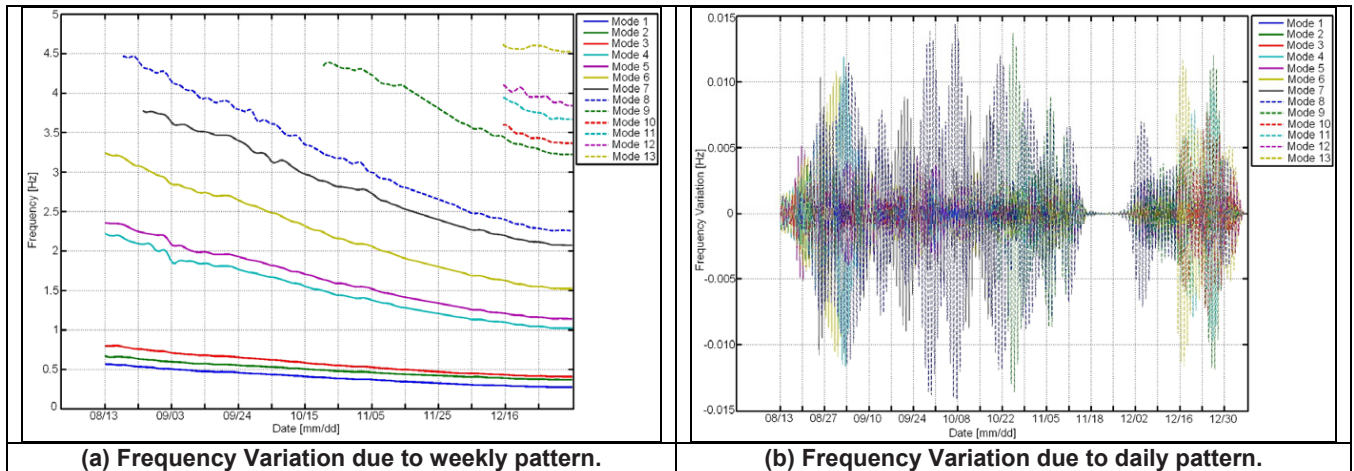 5
4.5
4
3.5
3
2.5
2
1.5
1
0.5
0
Frequency [Hz]
08/13 09/03 09/24 10/15 11/05 11/25 12/16
Date [mm/dd]
Mode 1
Mode 2
Mode 3
Mode 4
Mode 5
Mode 6
Mode 7
Mode 8
Mode 9
Mode 10
Mode 11
Mode 12
Mode 13
(a) Frequency Variation due to weekly pattern.
0.015
0.010
0.005
0
-0.005
-0.010
-0.015
Frequency Variation [Hz]
08/13 08/27 09/10 09/24 10/08 10/22 11/05 11/18 12/02 12/16 12/30
Date [mm/dd]
Mode 1
Mode 2
Mode 3
Mode 4
Mode 5
Mode 6
Mode 7
Mode 8
Mode 9
Mode 10
Mode 11
Mode 12
Mode 13
(b) Frequency Variation due to daily pattern.